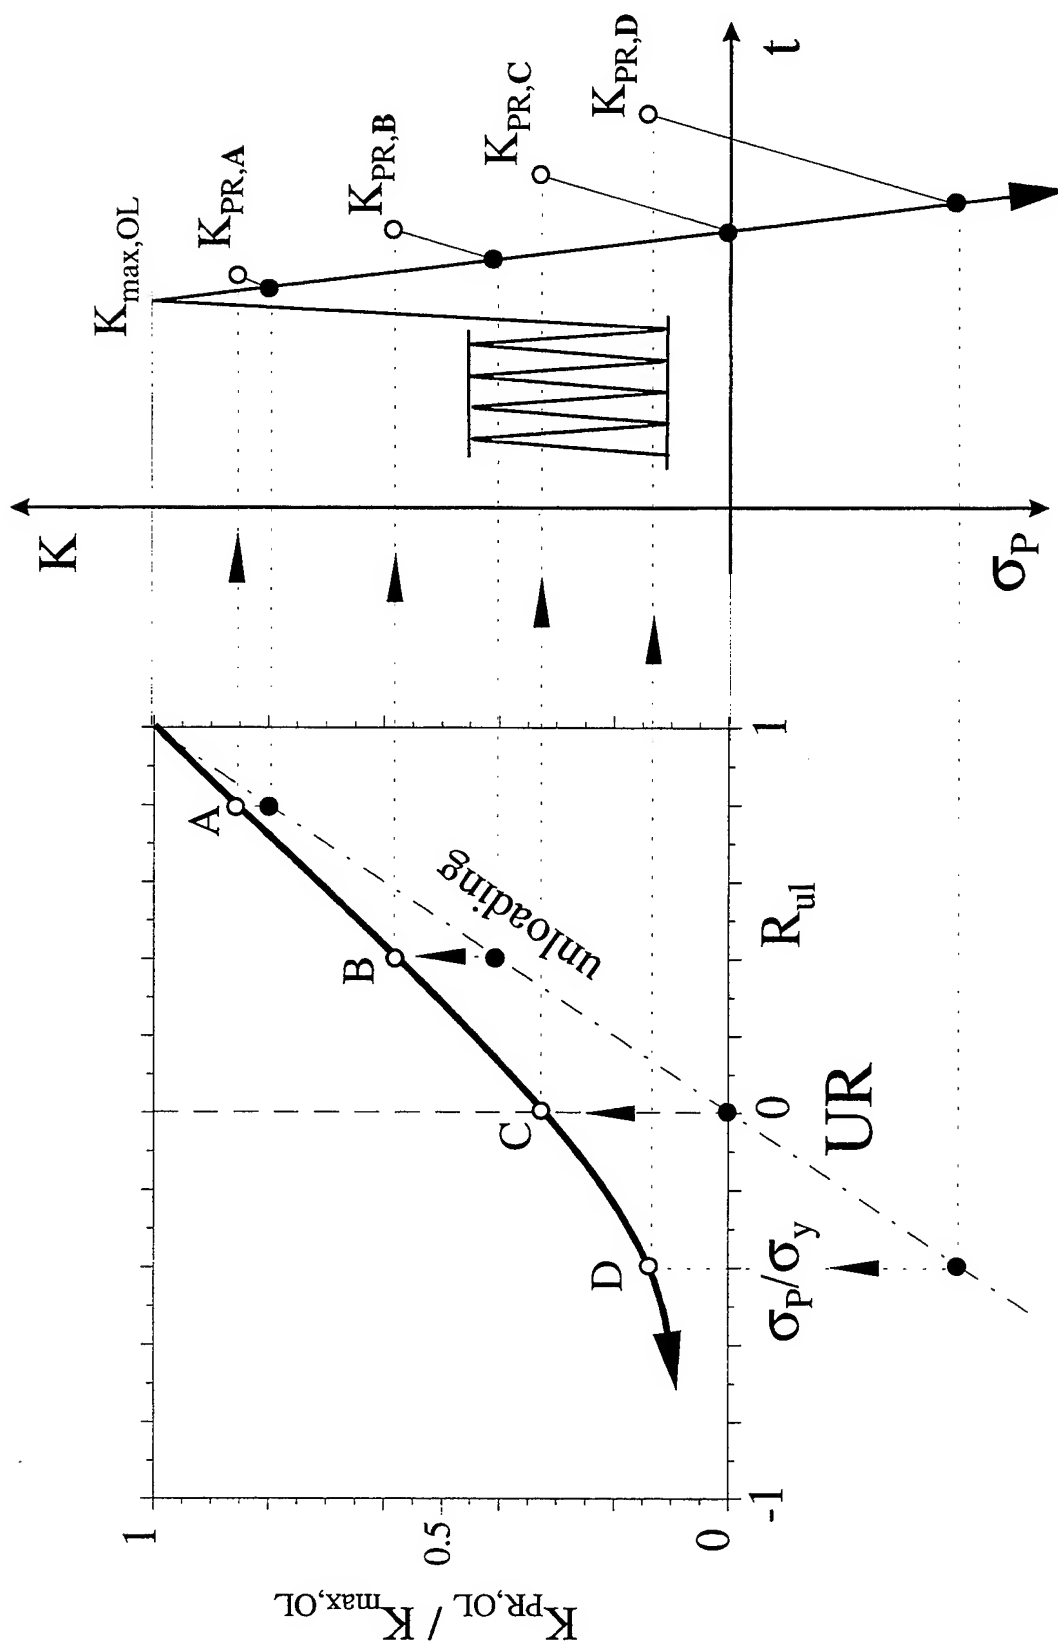 K
K_max,OL
K_PR,A
K_PR,B
K_PR,C
K_PR,D
t
σ_P
K_PR,OL / K_max,OL
1
0.5
0
A
B
C
D
unloading
-1
0
1
σ_P/σ_y
R_ul
UR